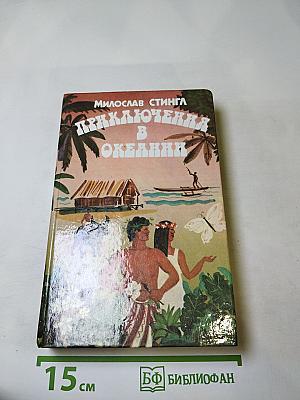 Милослав СТИНГЛ
ПРИКЛЮЧЕНИЯ
В
ОКЕАНИИ
15 см
БФ БИБЛИОФАН